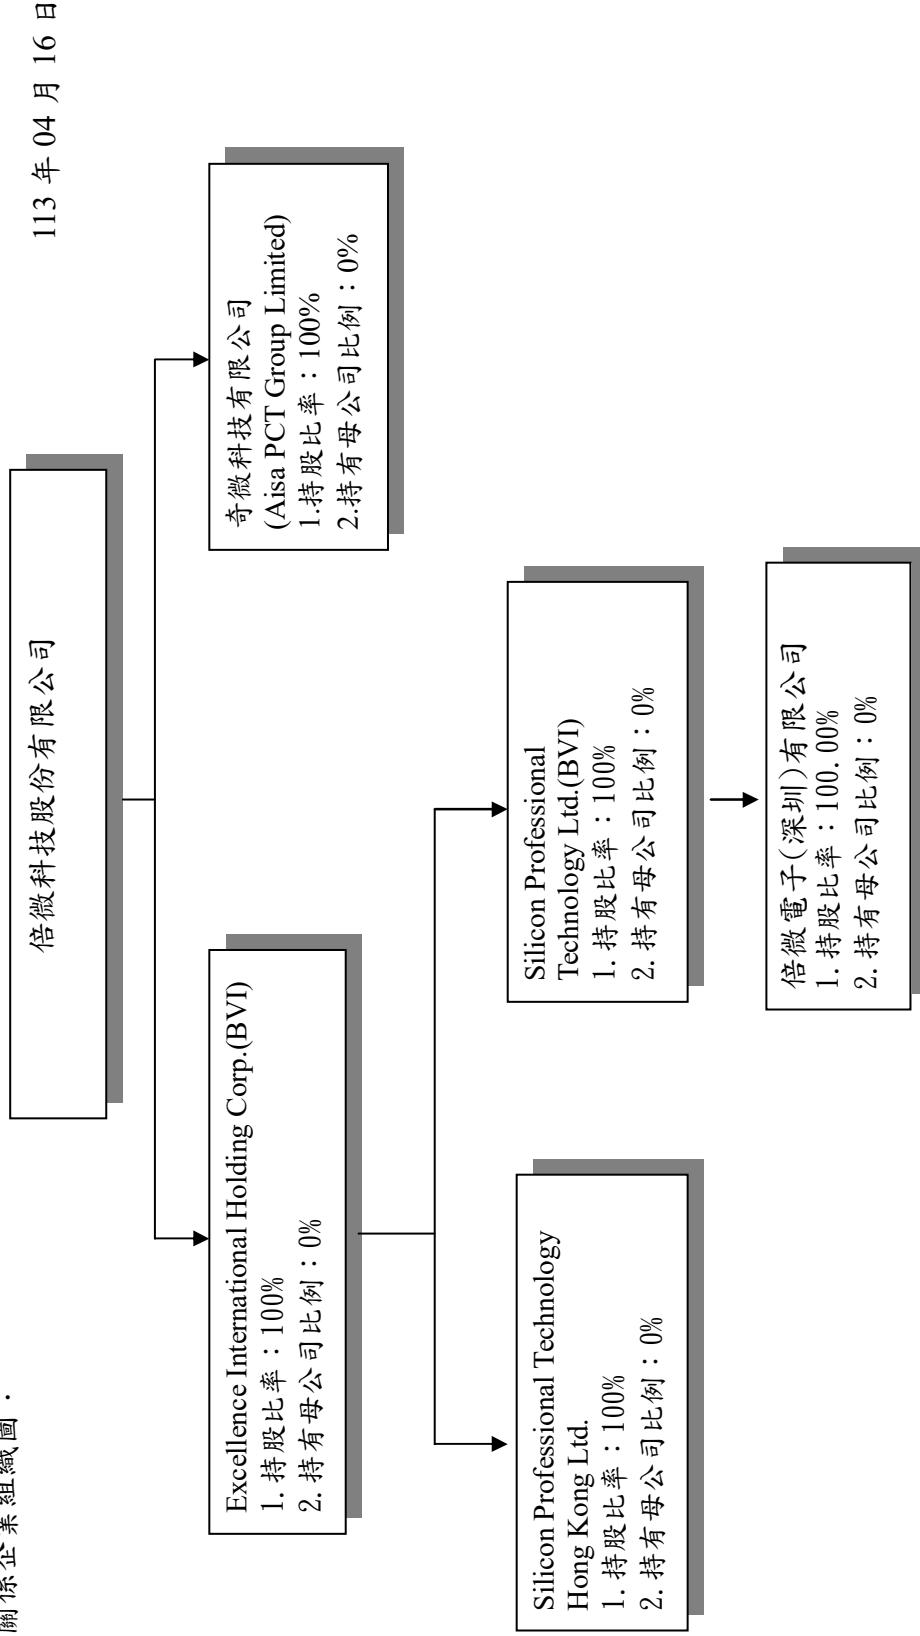 關係企業組織圖：
113 年 04 月 16 日
倍微科技股份有限公司
Excellence International Holding Corp.(BVI)
1.持股比率：100%
2.持有母公司比例：0%
奇微科技有限公司
(Aisa PCT Group Limited)
1.持股比率：100%
2.持有母公司比例：0%
Silicon Professional Technology
Hong Kong Ltd.
1.持股比率：100%
2.持有母公司比例：0%
Silicon Professional
Technology Ltd.(BVI)
1.持股比率：100%
2.持有母公司比例：0%
倍微電子(深圳)有限公司
1.持股比率：100.00%
2.持有母公司比例：0%